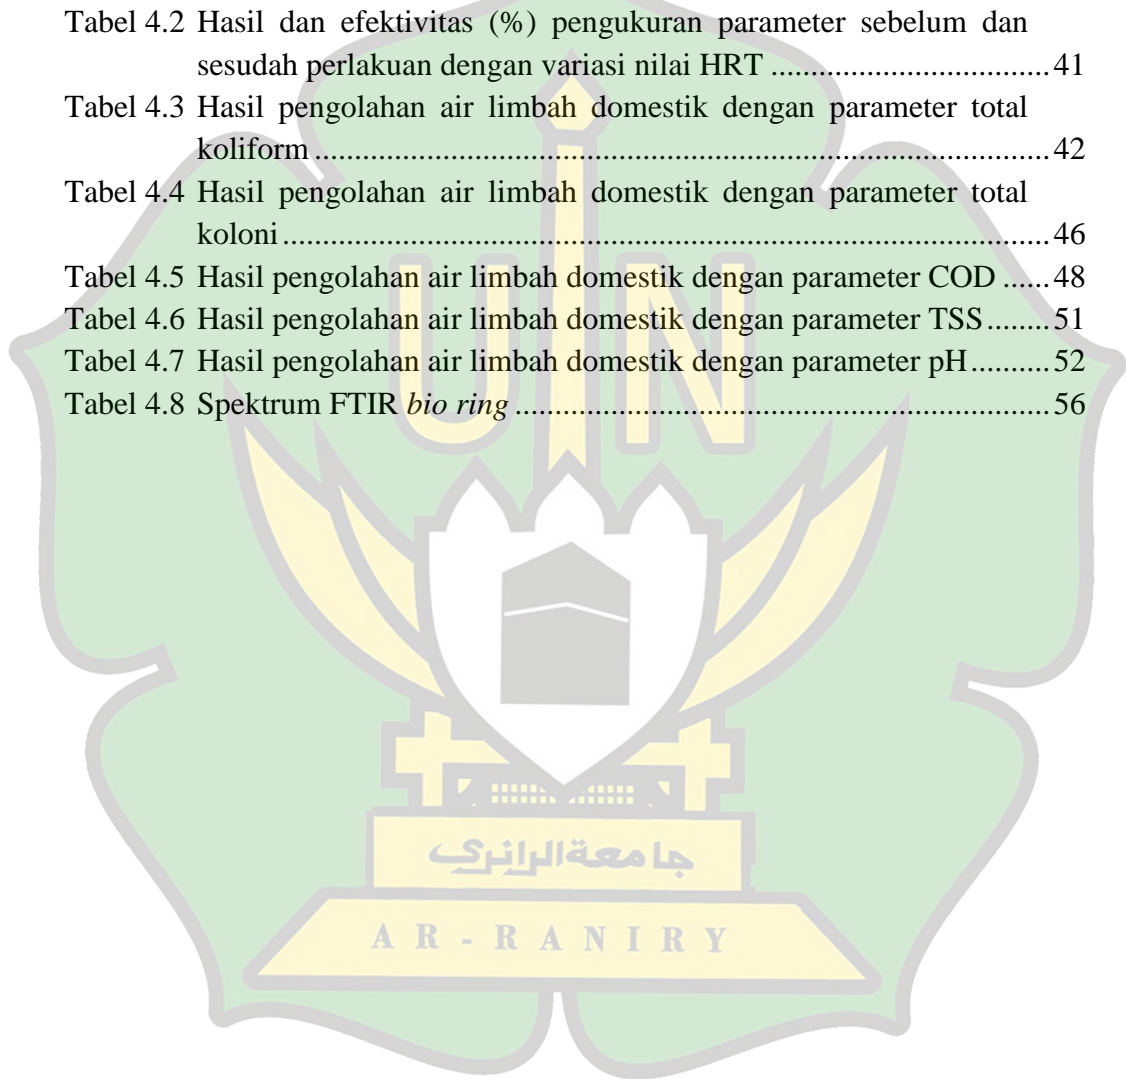 Tabel 4.2 Hasil dan efektivitas (%) pengukuran parameter sebelum dan
sesudah perlakuan dengan variasi nilai HRT ................................... 41
Tabel 4.3 Hasil pengolahan air limbah domestik dengan parameter total
koliform ............................................................................................ 42
Tabel 4.4 Hasil pengolahan air limbah domestik dengan parameter total
koloni ................................................................................................ 46
Tabel 4.5 Hasil pengolahan air limbah domestik dengan parameter COD ...... 48
Tabel 4.6 Hasil pengolahan air limbah domestik dengan parameter TSS ........ 51
Tabel 4.7 Hasil pengolahan air limbah domestik dengan parameter pH .......... 52
Tabel 4.8 Spektrum FTIR bio ring ................................................................... 56
UIN
جامعة الرانري
AR-RANIRY